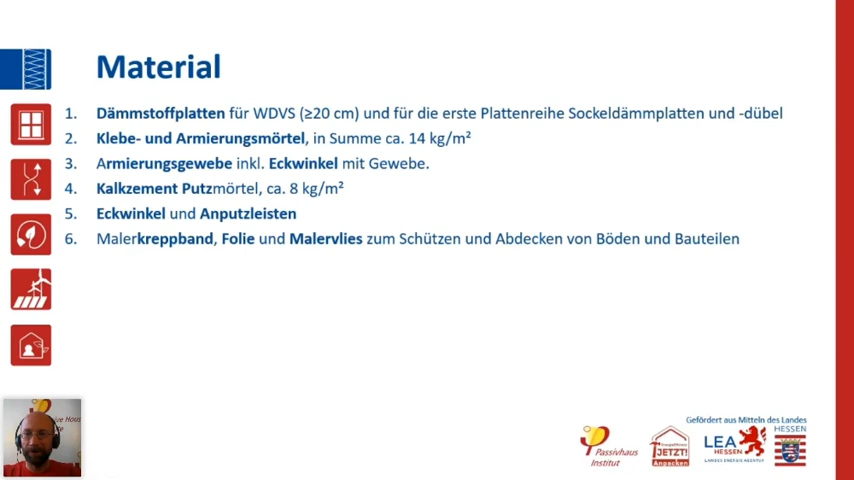 Material
1. Dämmstoffplatten für WDVS (≥20 cm) und für die erste Plattenreihe Sockeldämmplatten und -dübel
2. Klebe- und Armierungsmörtel, in Summe ca. 14 kg/m²
3. Armierungsgewebe inkl. Eckwinkel mit Gewebe.
4. Kalkzement Putzmörtel, ca. 8 kg/m²
5. Eckwinkel und Anputzleisten
6. Malerkreppband, Folie und Malervlies zum Schützen und Abdecken von Böden und Bauteilen
Gefördert aus Mitteln des Landes
HESSEN
Passivhaus
Institut
JETZT!
Anpacken
LEA
HESSEN
LANDES ENERGIE AGENTUR